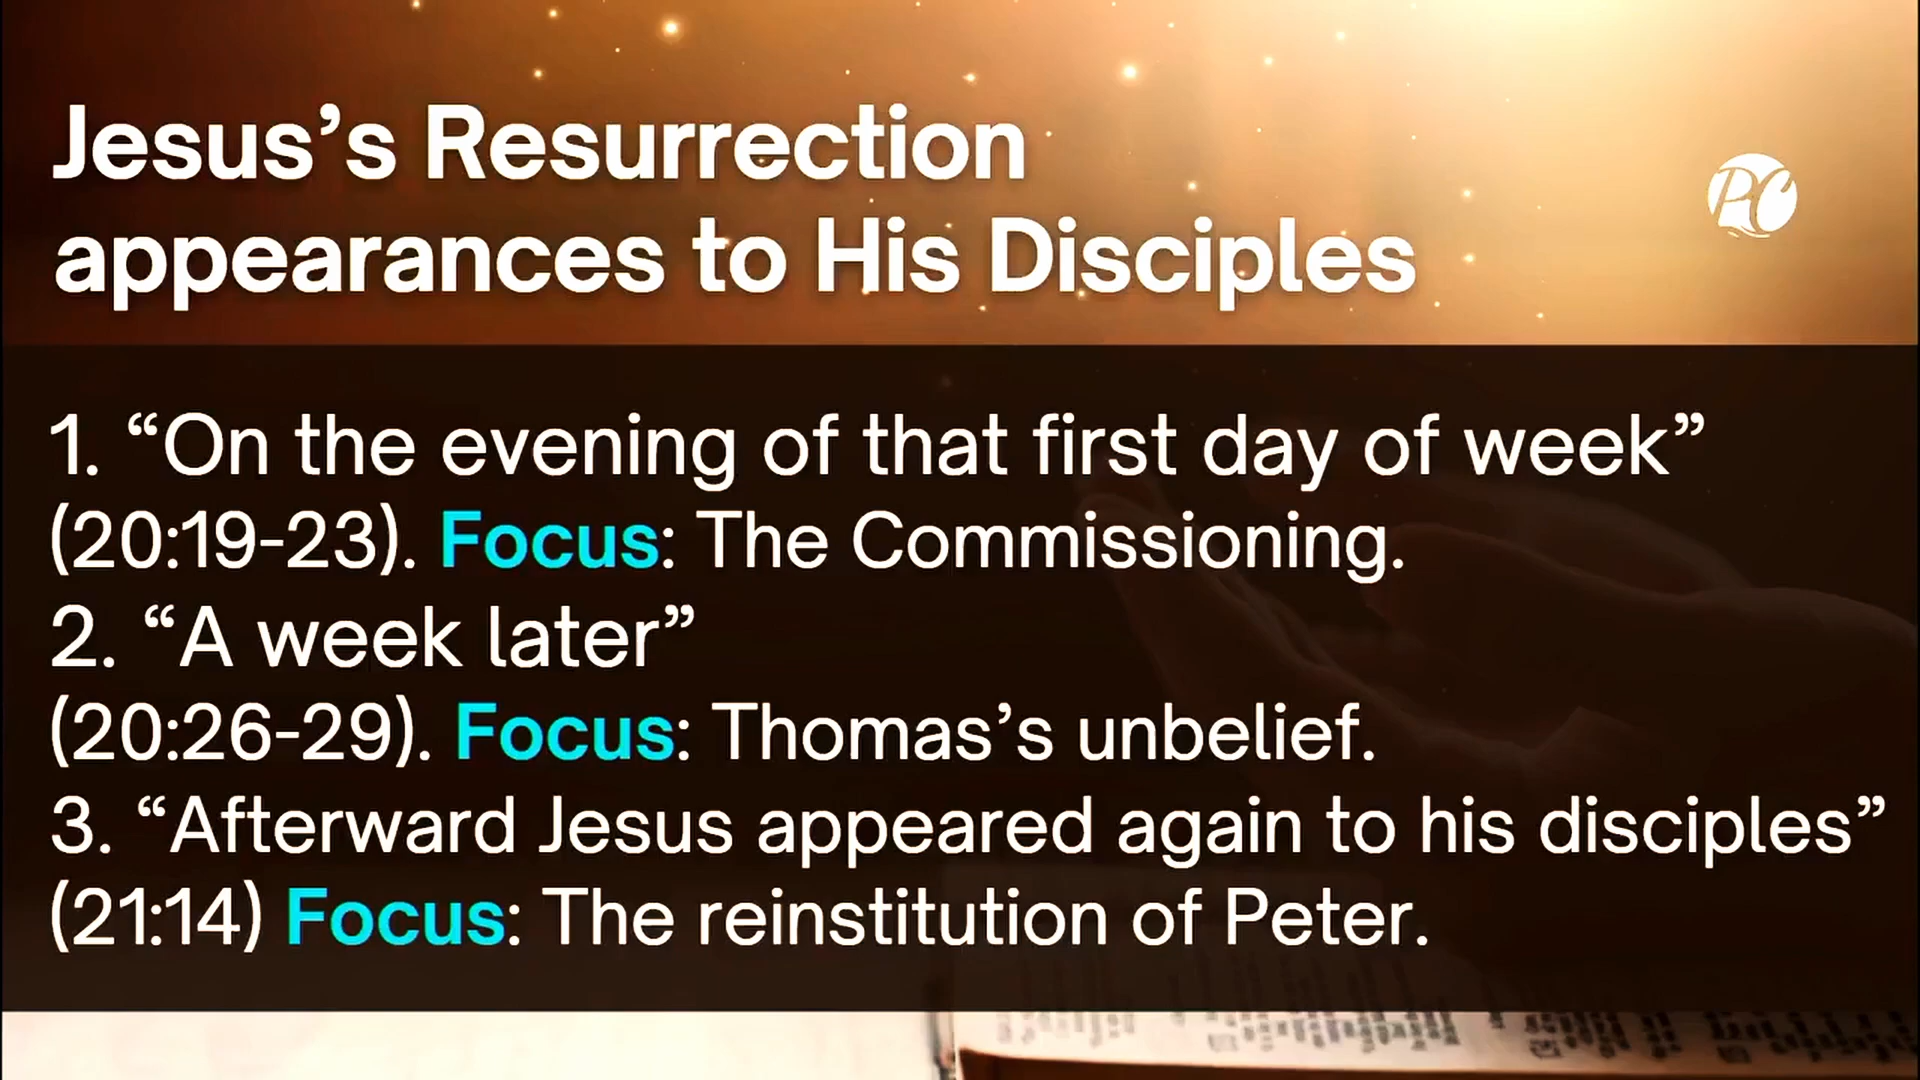 Jesus’s Resurrection
appearances to His Disciples
RC
1. “On the evening of that first day of week”
(20:19-23). Focus: The Commissioning.
2. “A week later”
(20:26-29). Focus: Thomas’s unbelief.
3. “Afterward Jesus appeared again to his disciples”
(21:14) Focus: The reinstitution of Peter.